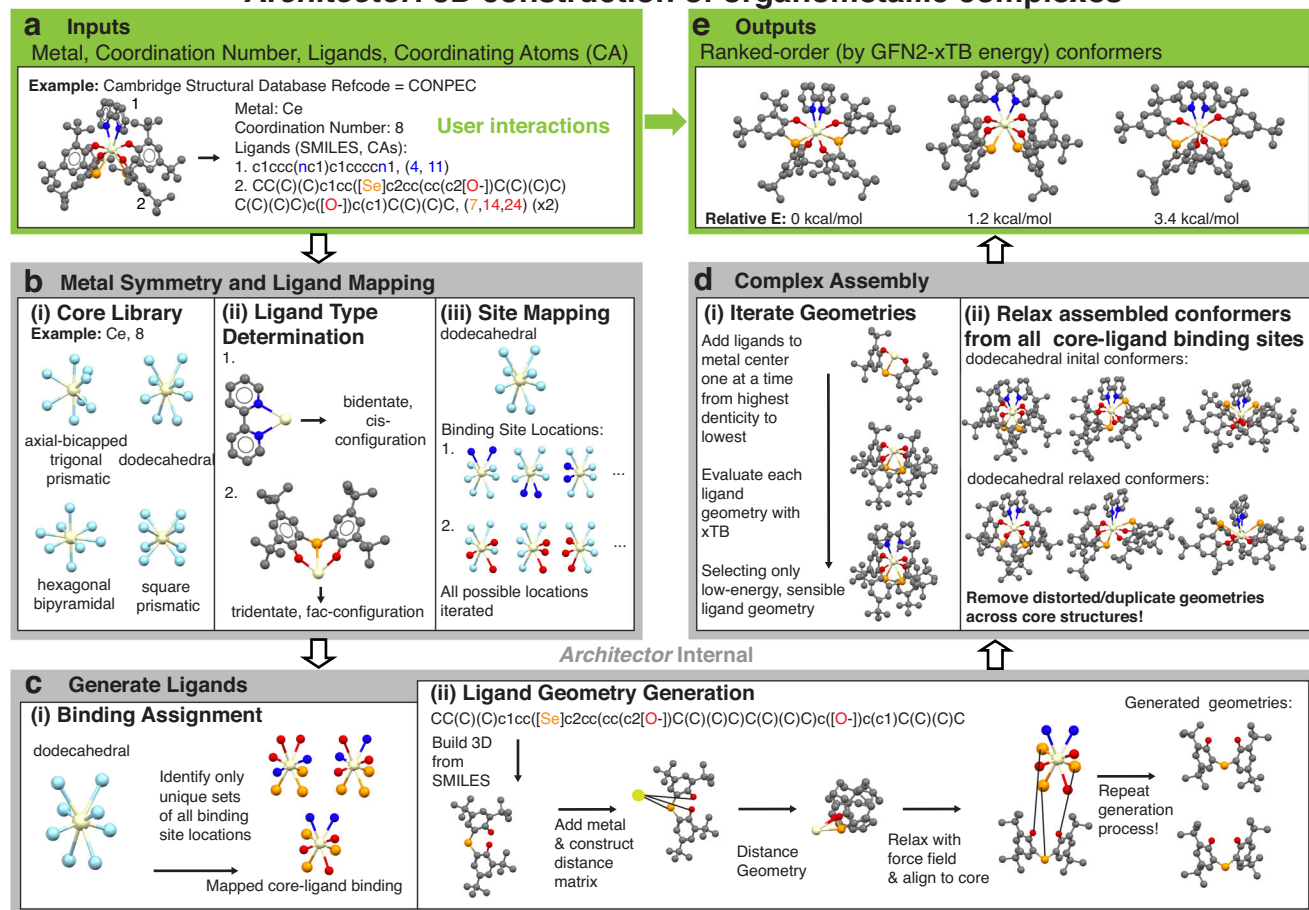 Architector: 3D construction of organometallic complexes
a Inputs
Metal, Coordination Number, Ligands, Coordinating Atoms (CA)
Example: Cambridge Structural Database Refcode = CONPEC
1
2
Metal: Ce
Coordination Number: 8
Ligands (SMILES, CAs):
1. c1ccc(nc1)c1ccccn1, (4, 11)
2. CC(C)(C)c1cc([Se]c2cc(cc(c2[O-])C(C)(C)C)
C(C)(C)C)c([O-])c(c1)C(C)(C)C, (7,14,24) (x2)
User interactions
e Outputs
Ranked-order (by GFN2-xTB energy) conformers
Relative E: 0 kcal/mol
1.2 kcal/mol
3.4 kcal/mol
b Metal Symmetry and Ligand Mapping
(i) Core Library
Example: Ce, 8
axial-bicapped
trigonal
prismatic
dodecahedral
hexagonal
bipyramidal
square
prismatic
(ii) Ligand Type
Determination
1.
bidentate,
cis-
configuration
2.
tridentate, fac-configuration
(iii) Site Mapping
dodecahedral
Binding Site Locations:
1.
...
2.
...
All possible locations
iterated
d Complex Assembly
(i) Iterate Geometries
Add ligands to
metal center
one at a time
from highest
denticity to
lowest
Evaluate each
ligand
geometry with
xTB
Selecting only
low-energy, sensible
ligand geometry
(ii) Relax assembled conformers
from all core-ligand binding sites
dodecahedral inital conformers:
dodecahedral relaxed conformers:
Remove distorted/duplicate geometries
across core structures!
Architector Internal
c Generate Ligands
(i) Binding Assignment
dodecahedral
Identify only
unique sets
of all binding
site locations
Mapped core-ligand binding
(ii) Ligand Geometry Generation
CC(C)(C)c1cc([Se]c2cc(cc(c2[O-])C(C)(C)C)C(C)(C)C)c([O-])c(c1)C(C)(C)C
Build 3D
from
SMILES
Add metal
& construct
distance
matrix
Distance
Geometry
Relax with
force field
& align to core
Repeat
generation
process!
Generated geometries: